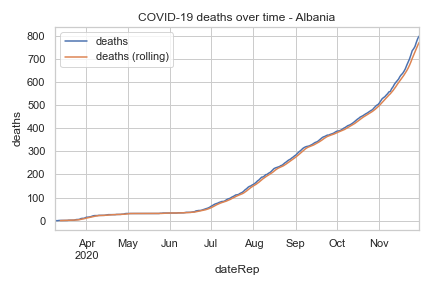 COVID-19 deaths over time - Albania
deaths
deaths (rolling)
800
700
600
500
400
300
200
100
0
deaths
Apr May Jun Jul Aug Sep Oct Nov
2020
dateRep